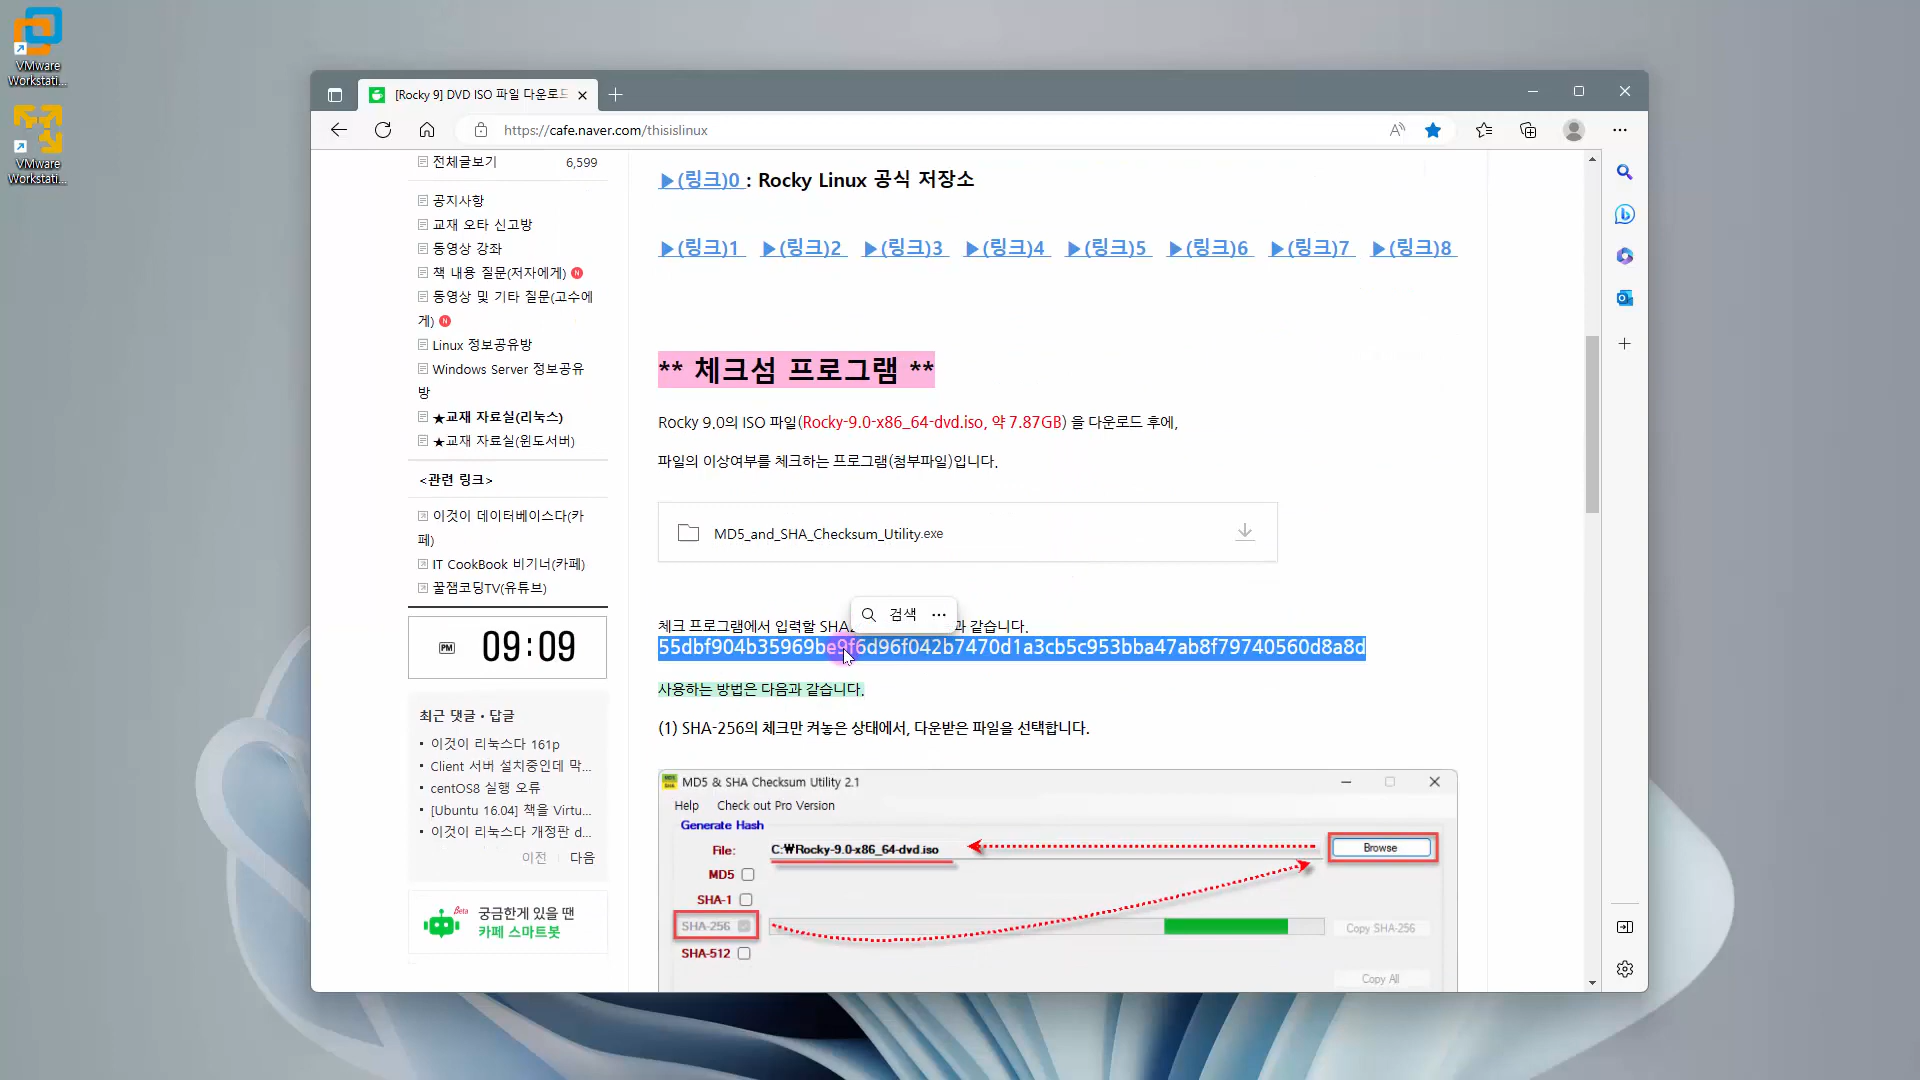 VMware
Workstati...
VMware
Workstati...
[Rocky 9] DVD ISO 파일 다운로드
https://cafe.naver.com/thisislinux
전체글보기 6,599
공지사항
교재 오타 신고방
동영상 강좌
책 내용 질문(저자에게) N
동영상 및 기타 질문(고수에
게) N
Linux 정보공유방
Windows Server 정보공유
방
★교재 자료실(리눅스)
★교재 자료실(윈도서버)
<관련 링크>
이것이 데이터베이스다(카
페)
IT CookBook 비기너(카페)
꿀잼코딩TV(유튜브)
PM 09:09
최근 댓글・답글
이것이 리눅스다 161p
Client 서버 설치중인데 막...
centOS8 실행 오류
[Ubuntu 16.04] 책을 Virtu...
이것이 리눅스다 개정판 d...
이전 다음
Beta 궁금한게 있을 땐
카페 스마트봇
▶(링크)0 : Rocky Linux 공식 저장소
▶(링크)1 ▶(링크)2 ▶(링크)3 ▶(링크)4 ▶(링크)5 ▶(링크)6 ▶(링크)7 ▶(링크)8
** 체크섬 프로그램 **
Rocky 9.0의 ISO 파일(Rocky-9.0-x86_64-dvd.iso, 약 7.87GB) 을 다운로드 후에,
파일의 이상여부를 체크하는 프로그램(첨부파일)입니다.
MD5_and_SHA_Checksum_Utility.exe
검색 ...
체크 프로그램에서 입력할 과 같습니다.
55dbf904b35969be9f6d96f042b7470d1a3cb5c953bba47ab8f79740560d8a8d
사용하는 방법은 다음과 같습니다.
(1) SHA-256의 체크만 켜놓은 상태에서, 다운받은 파일을 선택합니다.
MD5 & SHA Checksum Utility 2.1
Help Check out Pro Version
Generate Hash
File: C:₩Rocky-9.0-x86_64-dvd.iso Browse
MD5
SHA-1
SHA-256 Copy SHA-256
SHA-512
Copy All